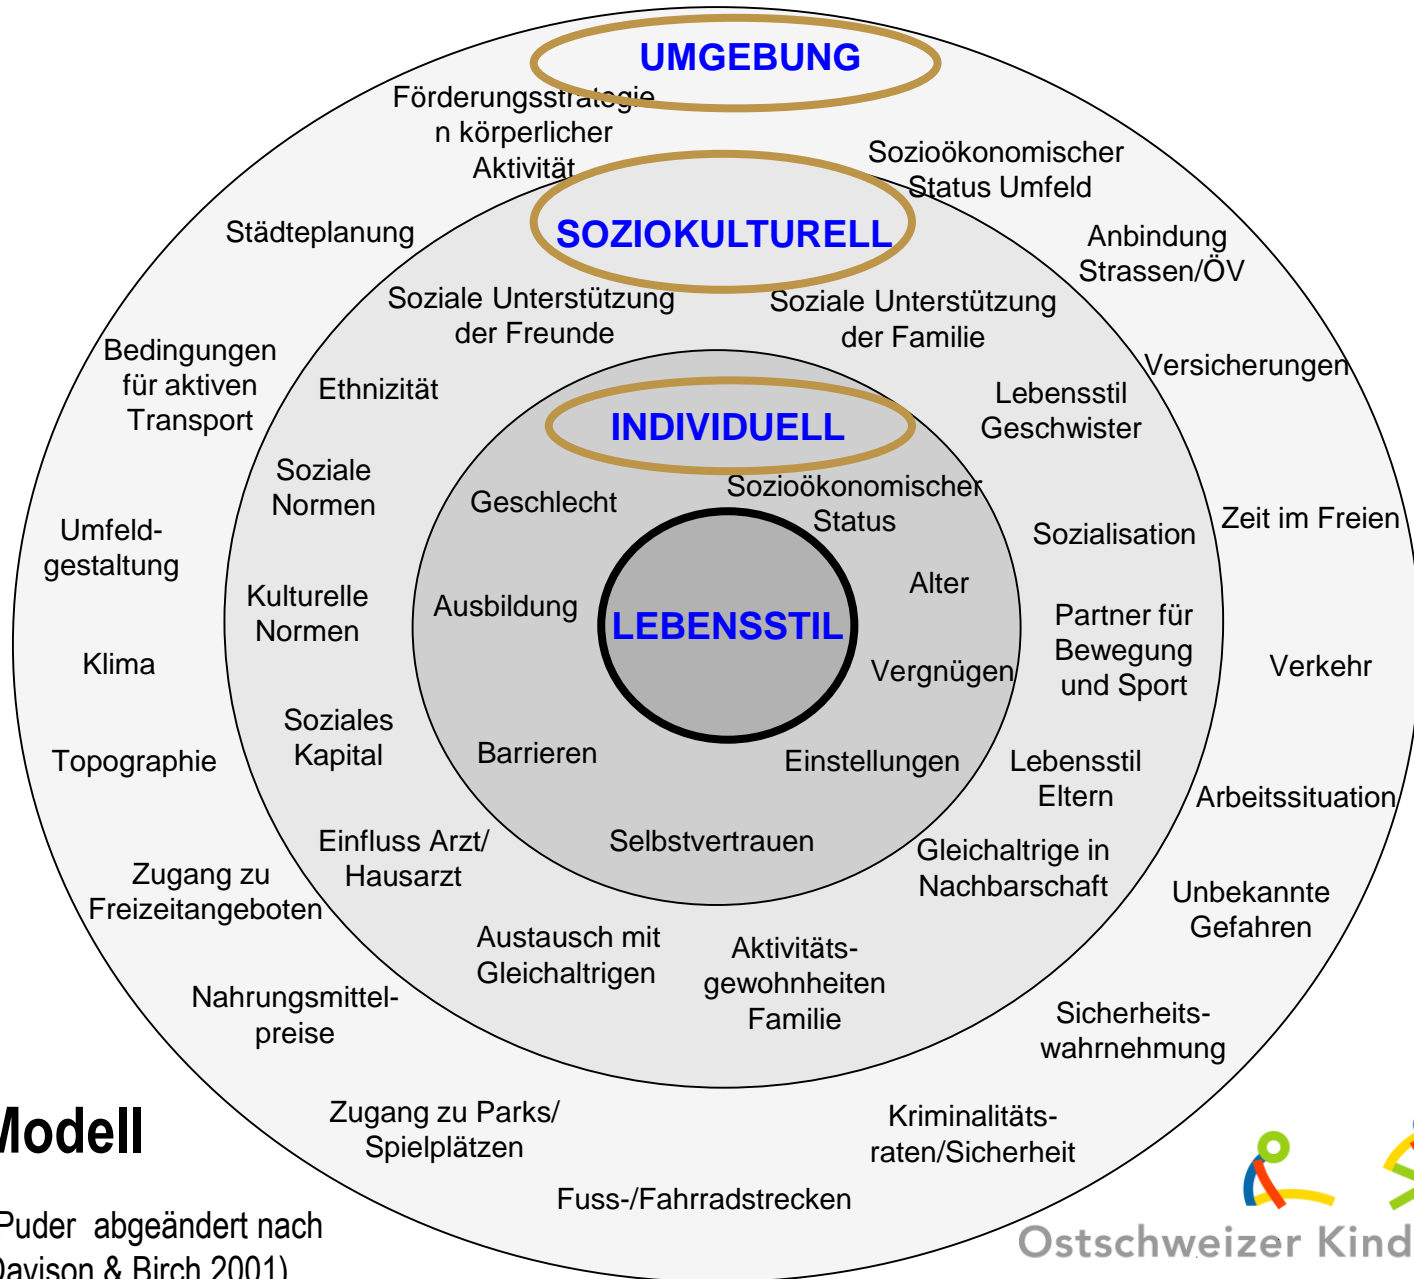 UMGEBUNG
Förderungsstrategie
n körperlicher
Aktivität
Sozioökonomischer
Status Umfeld
Städteplanung
SOZIOKULTURELL
Anbindung
Strassen/ÖV
Soziale Unterstützung
der Freunde
Soziale Unterstützung
der Familie
Bedingungen
für aktiven
Transport
Ethnizität
Versicherungen
Lebensstil
Geschwister
INDIVIDUELL
Soziale
Normen
Geschlecht
Sozioökonomischer
Status
Umfeld-
gestaltung
Sozialisation
Zeit im Freien
Kulturelle
Normen
Ausbildung
LEBENSSTIL
Alter
Partner für
Bewegung
und Sport
Klima
Vergnügen
Verkehr
Soziales
Kapital
Topographie
Barrieren
Einstellungen
Lebensstil
Eltern
Arbeitssituation
Einfluss Arzt/
Hausarzt
Selbstvertrauen
Gleichaltrige in
Nachbarschaft
Zugang zu
Freizeitangeboten
Unbekannte
Gefahren
Austausch mit
Gleichaltrigen
Aktivitäts-
gewohnheiten
Familie
Nahrungsmittel-
preise
Sicherheits-
wahrnehmung
Modell
Zugang zu Parks/
Spielplätzen
Kriminalitäts-
raten/Sicherheit
Fuss-/Fahrradstrecken
Puder abgeändert nach
Davison & Birch 2001)
Ostschweizer Kind